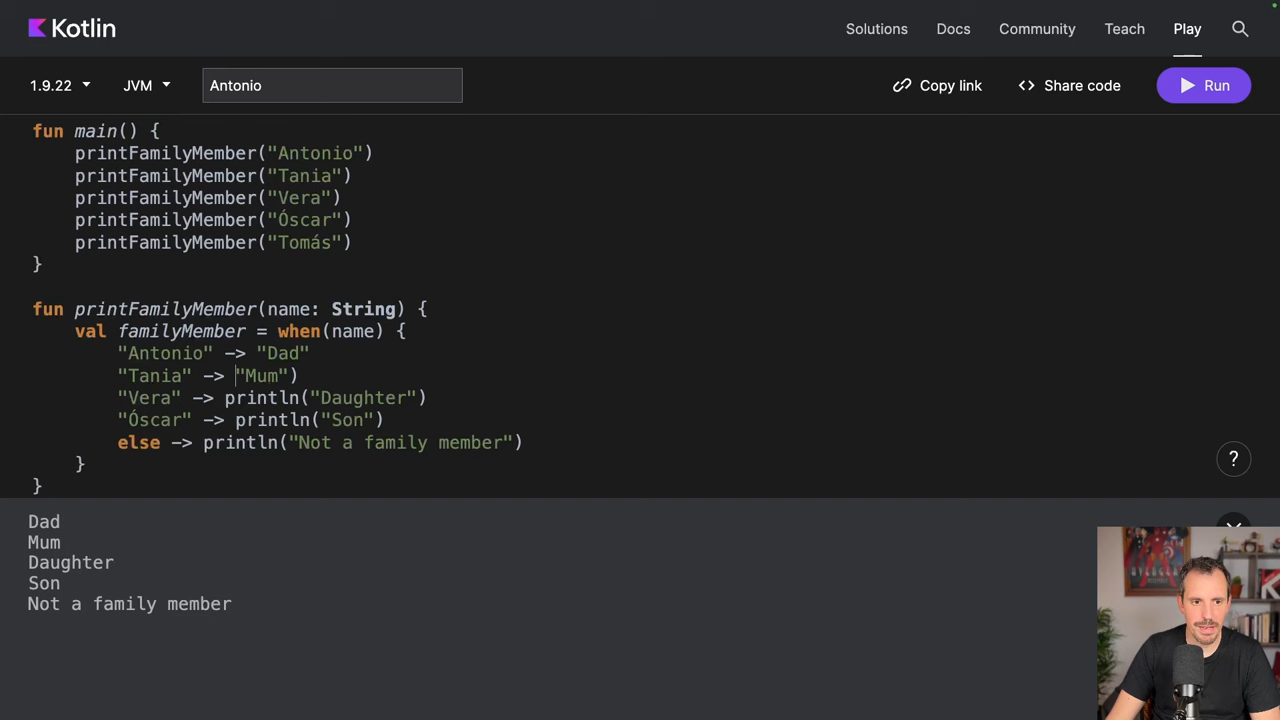 Kotlin
Solutions Docs Community Teach Play
1.9.22 JVM Antonio Copy link Share code Run
fun main() {
    printFamilyMember("Antonio")
    printFamilyMember("Tania")
    printFamilyMember("Vera")
    printFamilyMember("Óscar")
    printFamilyMember("Tomás")
}
fun printFamilyMember(name: String) {
    val familyMember = when(name) {
        "Antonio" -> "Dad"
        "Tania" -> "Mum")
        "Vera" -> println("Daughter")
        "Óscar" -> println("Son")
        else -> println("Not a family member")
    }
}
?
Dad
Mum
Daughter
Son
Not a family member